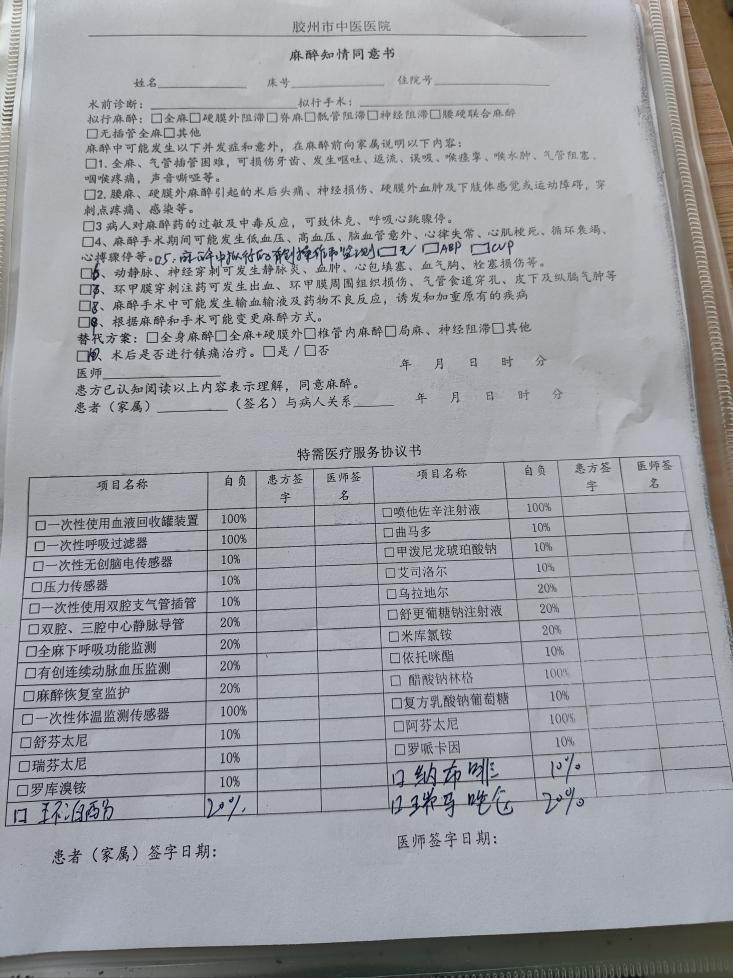 胶州市中医医院
麻醉知情同意书
姓名 床号 住院号
术前诊断： 拟行手术：
拟行麻醉：□全麻□硬膜外阻滞□脊麻□骶管阻滞□神经阻滞□腰硬联合麻醉
□无插管全麻□其他
麻醉中可能发生以下并发症和意外，在麻醉前向家属说明以下内容：
□1.全麻、气管插管困难，可损伤牙齿、发生呕吐、返流、误吸、喉痉挛、喉水肿、气管阻塞、
咽喉疼痛，声音嘶哑等。
□2.腰麻、硬膜外麻醉引起的术后头痛、神经损伤、硬膜外血肿及下肢体感觉或运动障碍，穿
刺点疼痛、感染等。
□3 病人对麻醉药的过敏及中毒反应，可致休克、呼吸心跳骤停。
□4、麻醉手术期间可能发生低血压、高血压、脑血管意外、心律失常、心肌梗死、循环衰竭、
心搏骤停等。□5.麻醉中拟行的有创操作和监测□无 □ABP □CVP
□6、动静脉、神经穿刺可发生静脉炎、血肿、心包填塞、血气胸、栓塞损伤等。
□7、环甲膜穿刺注药可发生出血、环甲膜周围组织损伤、气管食道穿孔、皮下及纵膈气肿等
□8、麻醉手术中可能发生输血输液及药物不良反应，诱发和加重原有的疾病
□9、根据麻醉和手术可能变更麻醉方式。
替代方案：□全身麻醉□全麻+硬膜外□椎管内麻醉□局麻、神经阻滞□其他
□10、术后是否进行镇痛治疗。□是/□否
医师 年 月 日 时 分
患方已认知阅读以上内容表示理解，同意麻醉。
患者（家属） （签名）与病人关系 年 月 日 时 分
特需医疗服务协议书
项目名称 自负 患方签字 医师签名 项目名称 自负 患方签字 医师签名
□一次性使用血液回收罐装置 100% □喷他佐辛注射液 100%
□一次性呼吸过滤器 100% □曲马多 10%
□一次性无创脑电传感器 10% □甲泼尼龙琥珀酸钠 10%
□压力传感器 10% □艾司洛尔 10%
□一次性使用双腔支气管插管 10% □乌拉地尔 20%
□双腔、三腔中心静脉导管 20% □舒更葡糖钠注射液 20%
□全麻下呼吸功能监测 20% □米库氯铵 20%
□有创连续动脉血压监测 20% □依托咪酯 10%
□麻醉恢复室监护 20% □ 醋酸钠林格 100%
□一次性体温监测传感器 100% □复方乳酸钠葡萄糖 10%
□舒芬太尼 10% □阿芬太尼 100%
□瑞芬太尼 10% □罗哌卡因 10%
□罗库溴铵 10% □纳布啡 10%
□环泊酚 20% □瑞马唑仑 20%
患者（家属）签字日期： 医师签字日期：